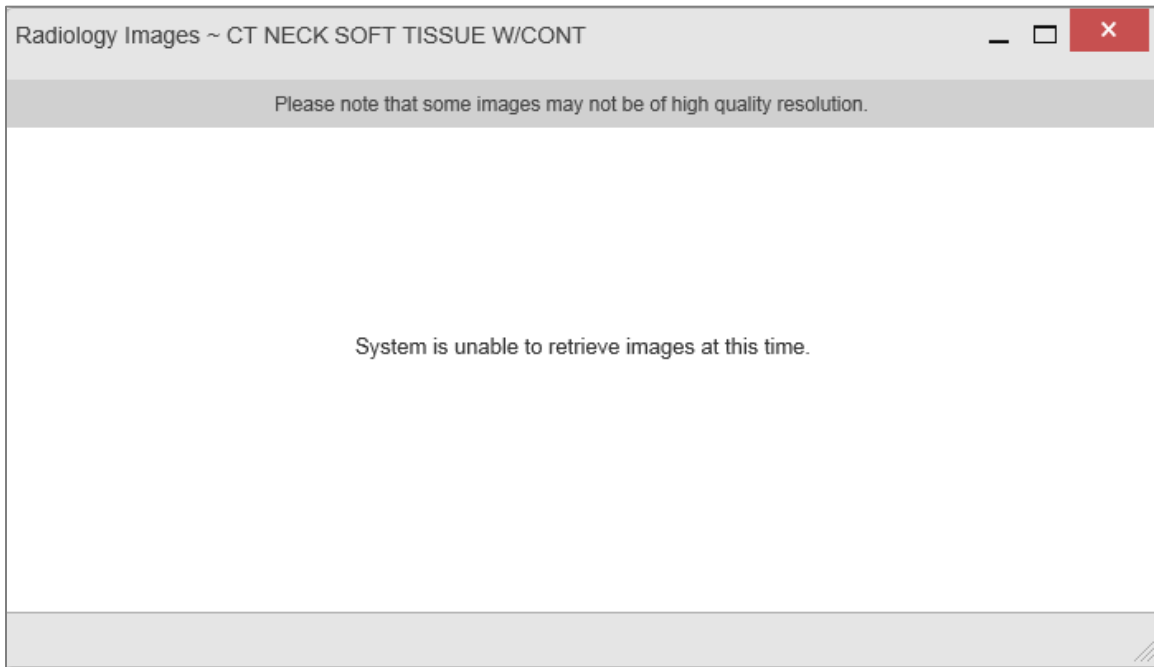 Radiology Images ~ CT NECK SOFT TISSUE W/CONT
Please note that some images may not be of high quality resolution.
System is unable to retrieve images at this time.